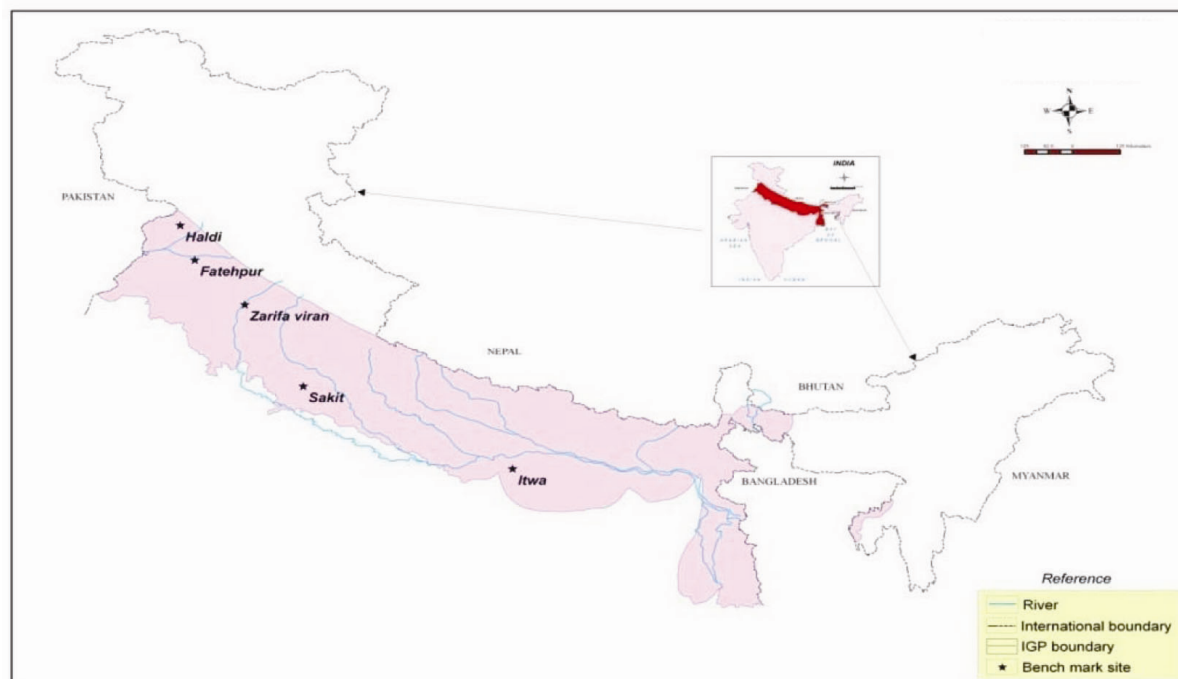 N
W E
S
INDIA
PAKISTAN
Haldi
Fatehpur
Zarifa viran
NEPAL
BHUTAN
Sakit
Itwa
BANGLADESH
MYANMAR
Reference
River
International boundary
IGP boundary
Bench mark site